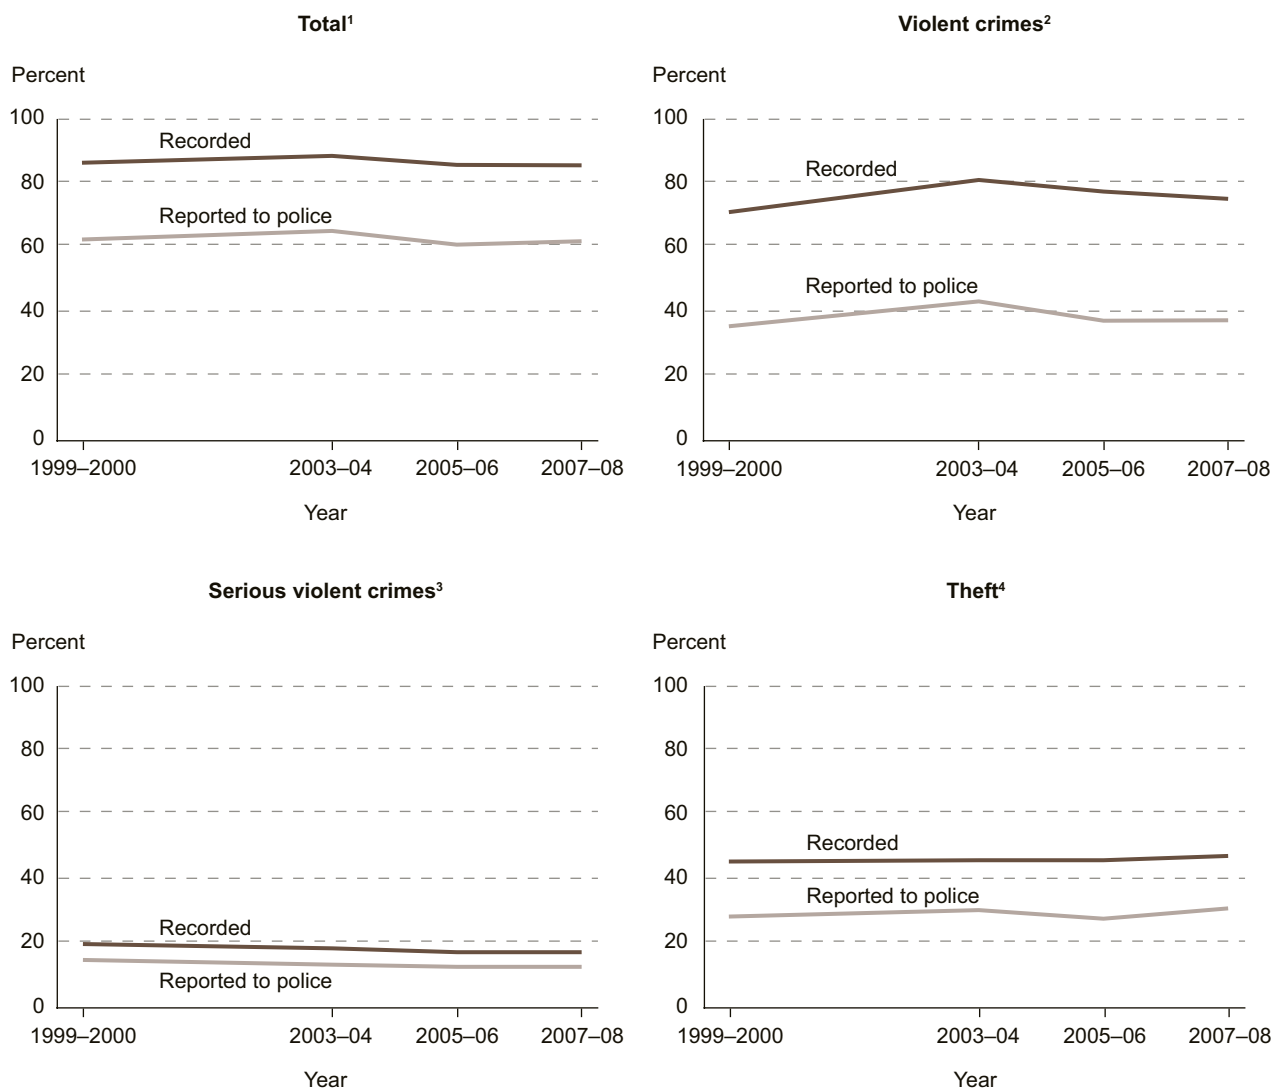 Total¹
Percent
100
80
60
40
20
0
Recorded
Reported to police
1999–2000
2003–04
2005–06
2007–08
Year
Violent crimes²
Percent
100
80
60
40
20
0
Recorded
Reported to police
1999–2000
2003–04
2005–06
2007–08
Year
Serious violent crimes³
Percent
100
80
60
40
20
0
Recorded
Reported to police
1999–2000
2003–04
2005–06
2007–08
Year
Theft⁴
Percent
100
80
60
40
20
0
Recorded
Reported to police
1999–2000
2003–04
2005–06
2007–08
Year